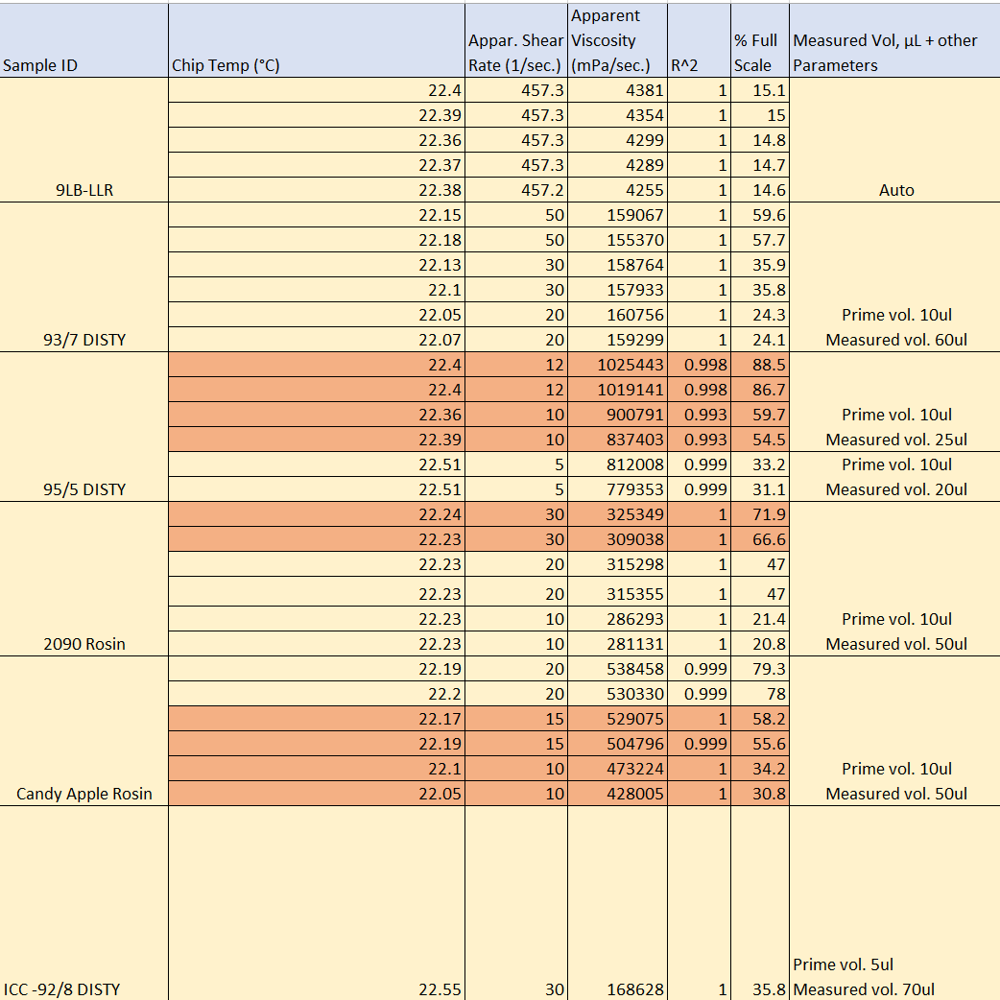 Sample ID Chip Temp (°C) Appar. Shear Rate (1/sec.) Apparent Viscosity (mPa/sec.) R^2 % Full Scale Measured Vol, µL + other Parameters
22.4 457.3 4381 1 15.1
22.39 457.3 4354 1 15
22.36 457.3 4299 1 14.8
22.37 457.3 4289 1 14.7
9LB-LLR 22.38 457.2 4255 1 14.6 Auto
22.15 50 159067 1 59.6
22.18 50 155370 1 57.7
22.13 30 158764 1 35.9
22.1 30 157933 1 35.8
22.05 20 160756 1 24.3 Prime vol. 10ul
93/7 DISTY 22.07 20 159299 1 24.1 Measured vol. 60ul
22.4 12 1025443 0.998 88.5
22.4 12 1019141 0.998 86.7
22.36 10 900791 0.993 59.7 Prime vol. 10ul
22.39 10 837403 0.993 54.5 Measured vol. 25ul
22.51 5 812008 0.999 33.2 Prime vol. 10ul
95/5 DISTY 22.51 5 779353 0.999 31.1 Measured vol. 20ul
22.24 30 325349 1 71.9
22.23 30 309038 1 66.6
22.23 20 315298 1 47
22.23 20 315355 1 47
22.23 10 286293 1 21.4 Prime vol. 10ul
2090 Rosin 22.23 10 281131 1 20.8 Measured vol. 50ul
22.19 20 538458 0.999 79.3
22.2 20 530330 0.999 78
22.17 15 529075 1 58.2
22.19 15 504796 0.999 55.6
22.1 10 473224 1 34.2 Prime vol. 10ul
Candy Apple Rosin 22.05 10 428005 1 30.8 Measured vol. 50ul
Prime vol. 5ul
ICC -92/8 DISTY 22.55 30 168628 1 35.8 Measured vol. 70ul